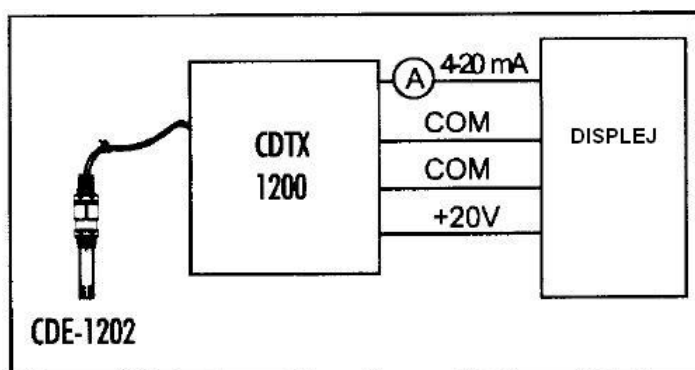 A
4-20 mA
COM
COM
+20V
CDTX
1200
DISPLEJ
CDE-1202